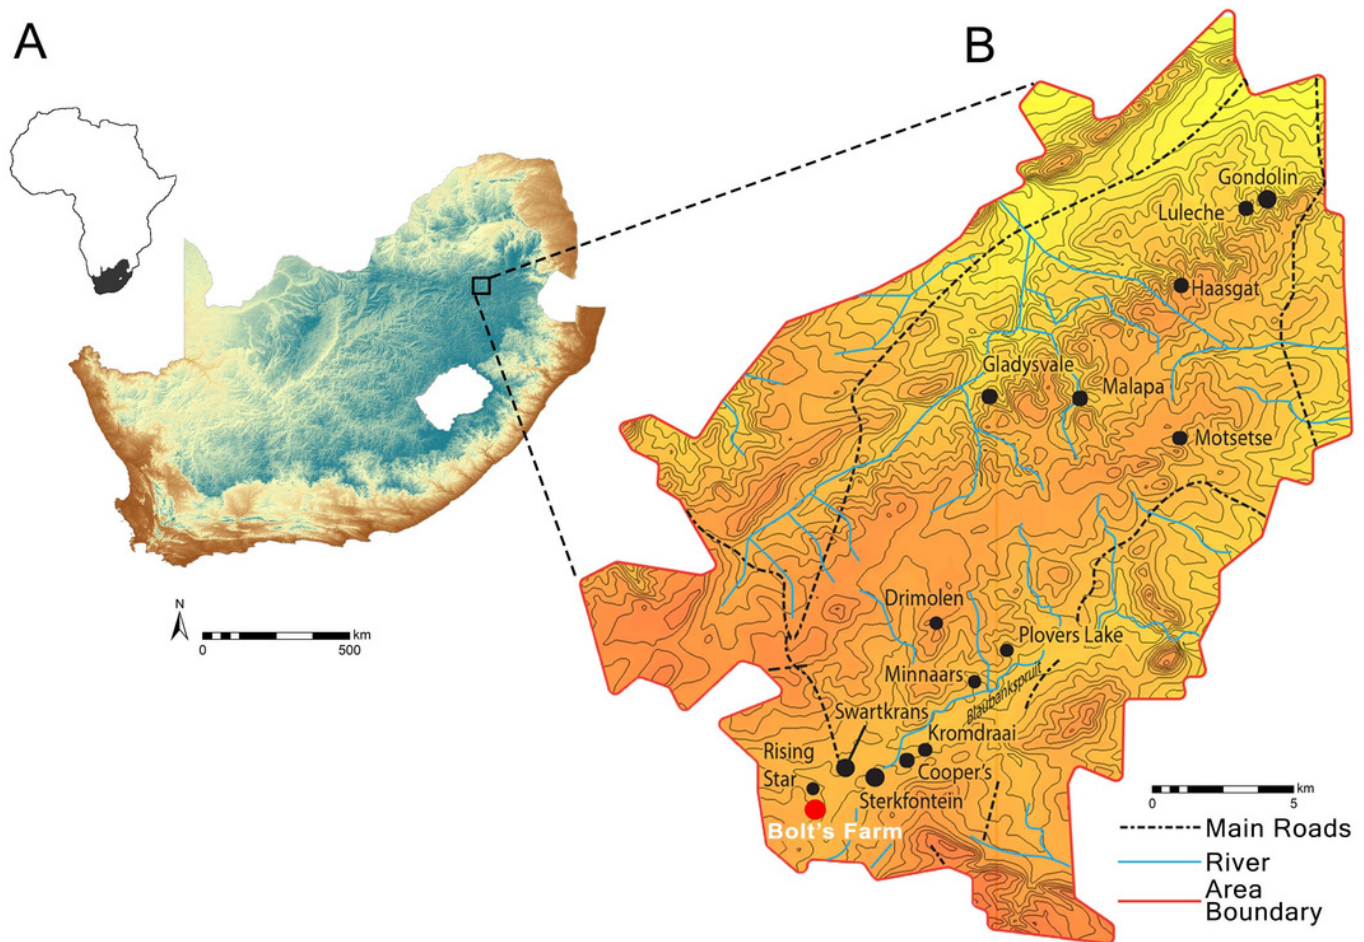 A
B
N
0
500
km
Gondolin
Luleche
Haasgat
Gladysvale
Malapa
Motsetse
Drimolen
Plovers Lake
Minnaars
Blaubankspruit
Swartkrans
Kromdraai
Rising
Star
Cooper's
Sterkfontein
Bolt's Farm
0
5
km
Main Roads
River
Area
Boundary